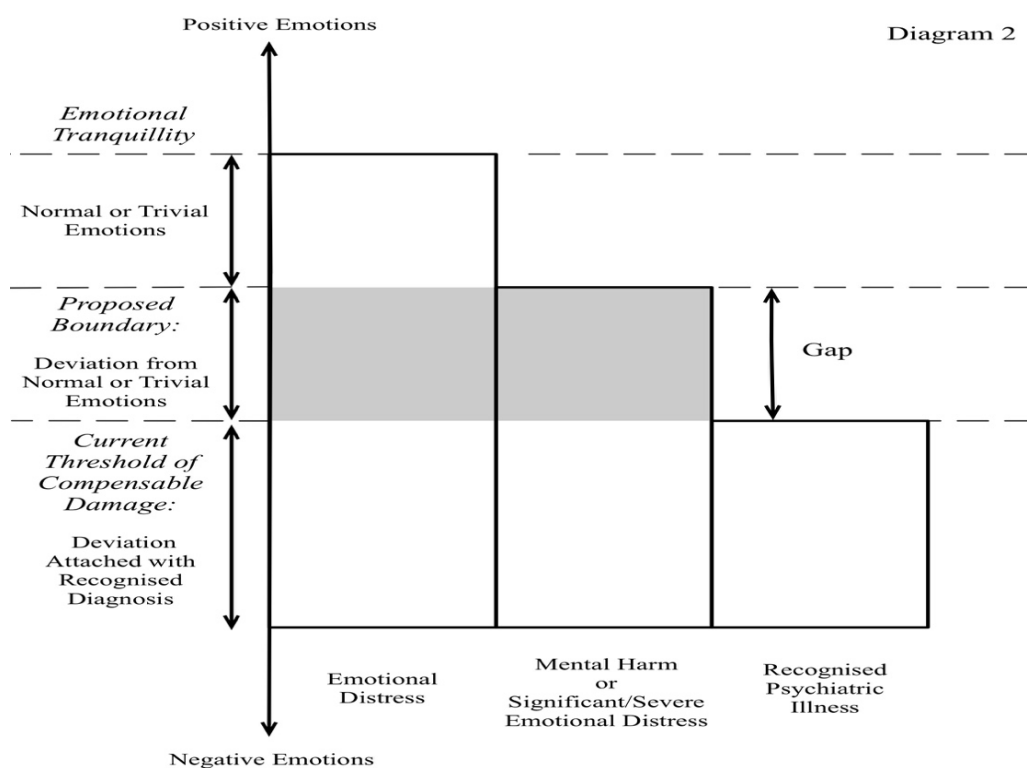 Positive Emotions
Diagram 2
Emotional
Tranquillity
Normal or Trivial
Emotions
Proposed
Boundary:
Deviation from
Normal or Trivial
Emotions
Gap
Current
Threshold of
Compensable
Damage:
Deviation
Attached with
Recognised
Diagnosis
Emotional
Distress
Mental Harm
or
Significant/Severe
Emotional Distress
Recognised
Psychiatric
Illness
Negative Emotions